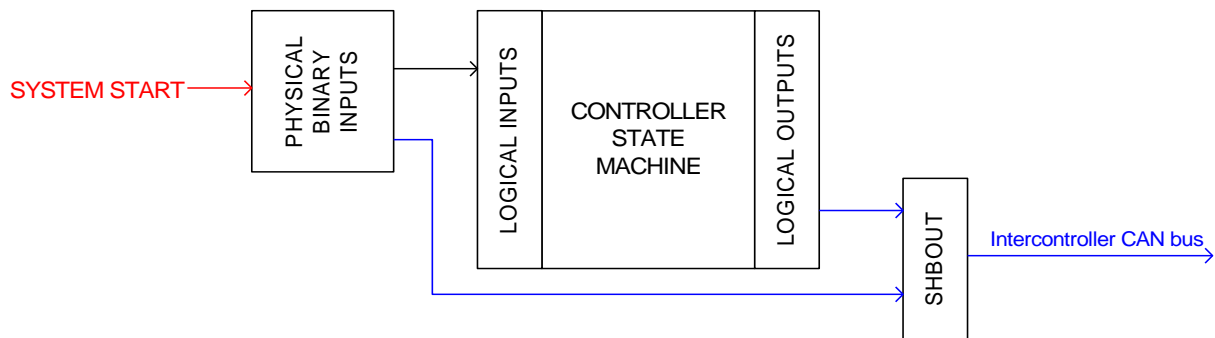 SYSTEM START
PHYSICAL
BINARY
INPUTS
LOGICAL INPUTS
CONTROLLER
STATE
MACHINE
LOGICAL OUTPUTS
SHBOUT
Intercontroller CAN bus